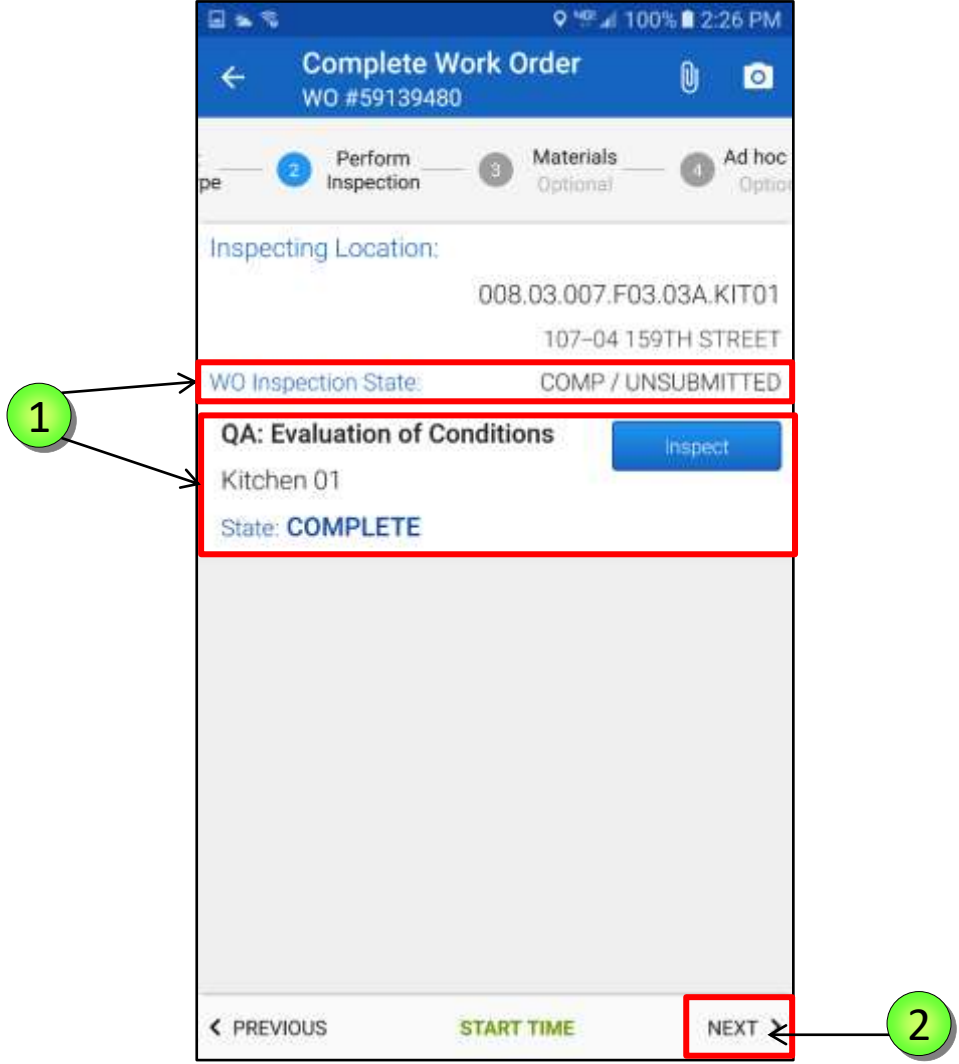 100% 2:26 PM
Complete Work Order
WO #59139480
pe
2
Perform
Inspection
3
Materials
Optional
4
Ad hoc
Optio
Inspecting Location:
008.03.007.F03.03A.KIT01
107–04 159TH STREET
WO Inspection State: COMP / UNSUBMITTED
1
QA: Evaluation of Conditions
Inspect
Kitchen 01
State: COMPLETE
PREVIOUS START TIME NEXT
2